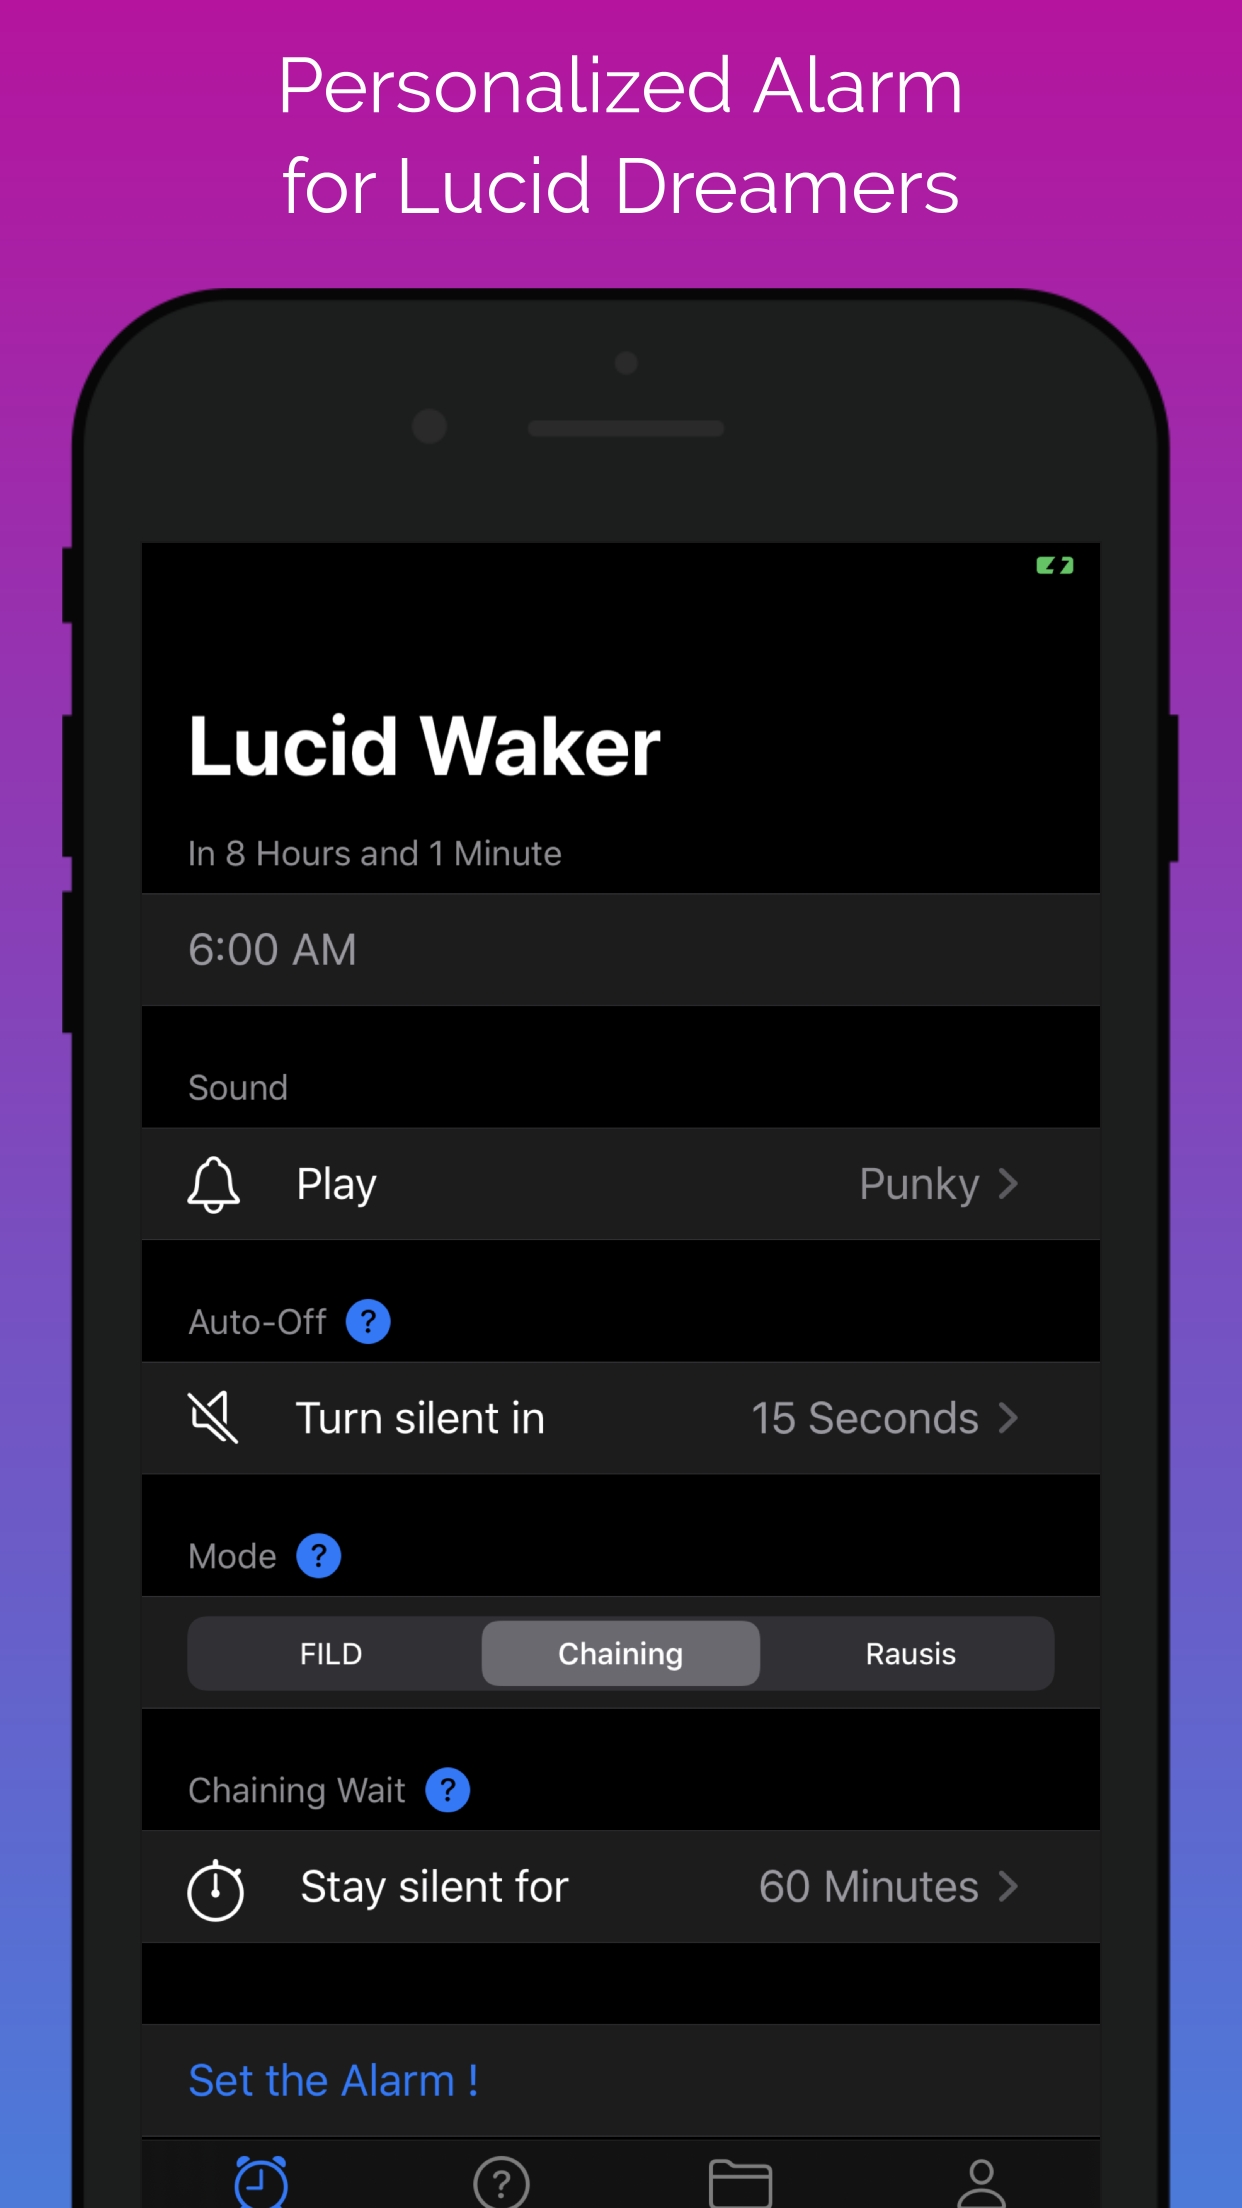 Personalized Alarm
for Lucid Dreamers
Lucid Waker
In 8 Hours and 1 Minute
6:00 AM
Sound
Play Punky
Auto-Off ?
Turn silent in 15 Seconds
Mode ?
FILD Chaining Rausis
Chaining Wait ?
Stay silent for 60 Minutes
Set the Alarm !
?